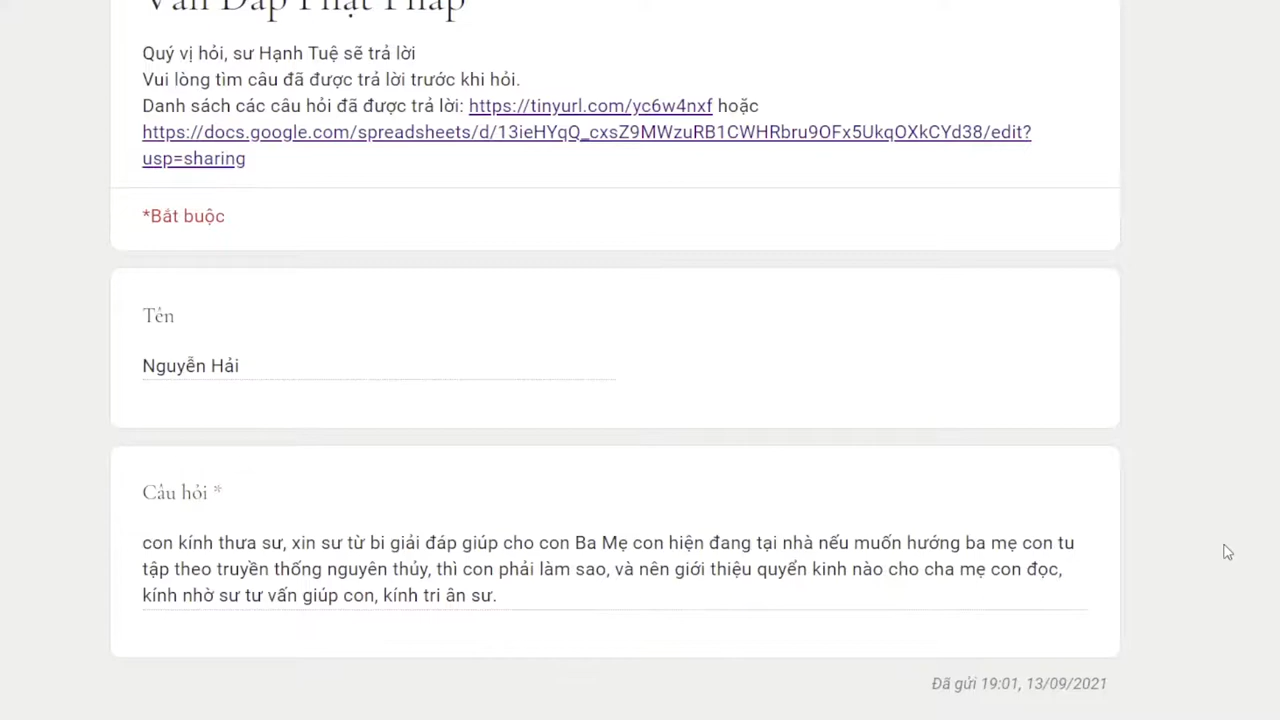 Vấn Đáp Phật Pháp
Quý vị hỏi, sư Hạnh Tuệ sẽ trả lời
Vui lòng tìm câu đã được trả lời trước khi hỏi.
Danh sách các câu hỏi đã được trả lời: https://tinyurl.com/yc6w4nxf hoặc
https://docs.google.com/spreadsheets/d/13ieHYqQ_cxsZ9MWzuRB1CWHRbru9OFx5UkqOXkCYd38/edit?
usp=sharing
*Bắt buộc
Tên
Nguyễn Hải
Câu hỏi *
con kính thưa sư, xin sư từ bi giải đáp giúp cho con Ba Mẹ con hiện đang tại nhà nếu muốn hướng ba mẹ con tu
tập theo truyền thống nguyên thủy, thì con phải làm sao, và nên giới thiệu quyển kinh nào cho cha mẹ con đọc,
kính nhờ sư tư vấn giúp con, kính tri ân sư.
Đã gửi 19:01, 13/09/2021